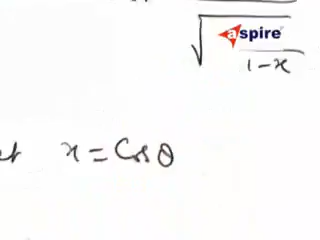 √
aspire
1-x
x = Cos θ